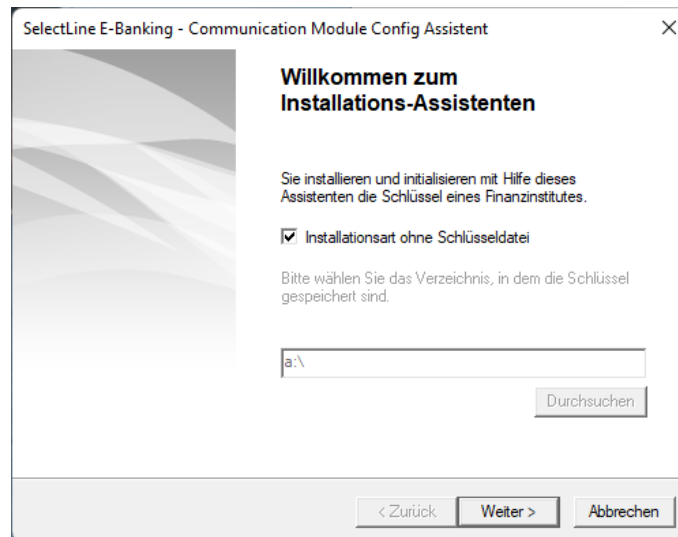 SelectLine E-Banking - Communication Module Config Assistent
Willkommen zum
Installations-Assistenten
Sie installieren und initialisieren mit Hilfe dieses
Assistenten die Schlüssel eines Finanzinstitutes.
Installationsart ohne Schlüsseldatei
Bitte wählen Sie das Verzeichnis, in dem die Schlüssel
gespeichert sind.
a:\
Durchsuchen
< Zurück Weiter > Abbrechen